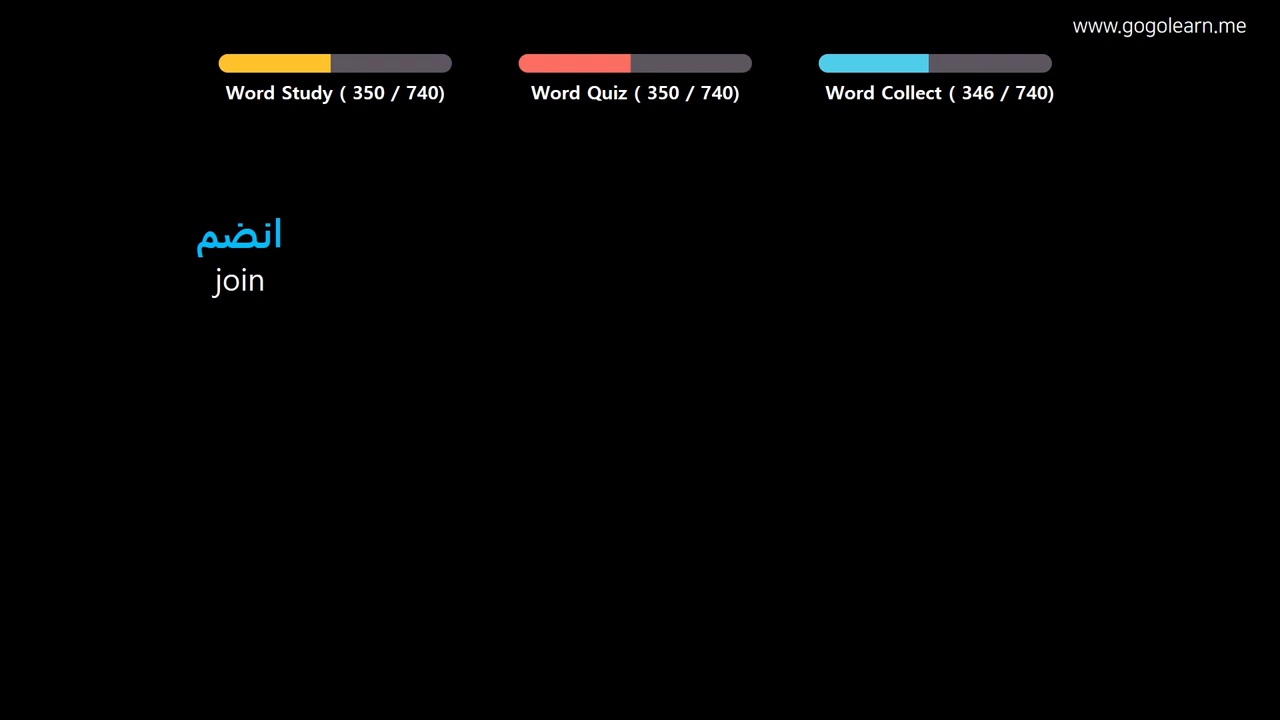 www.gogolearn.me
Word Study ( 350 / 740)
Word Quiz ( 350 / 740)
Word Collect ( 346 / 740)
انضم
join